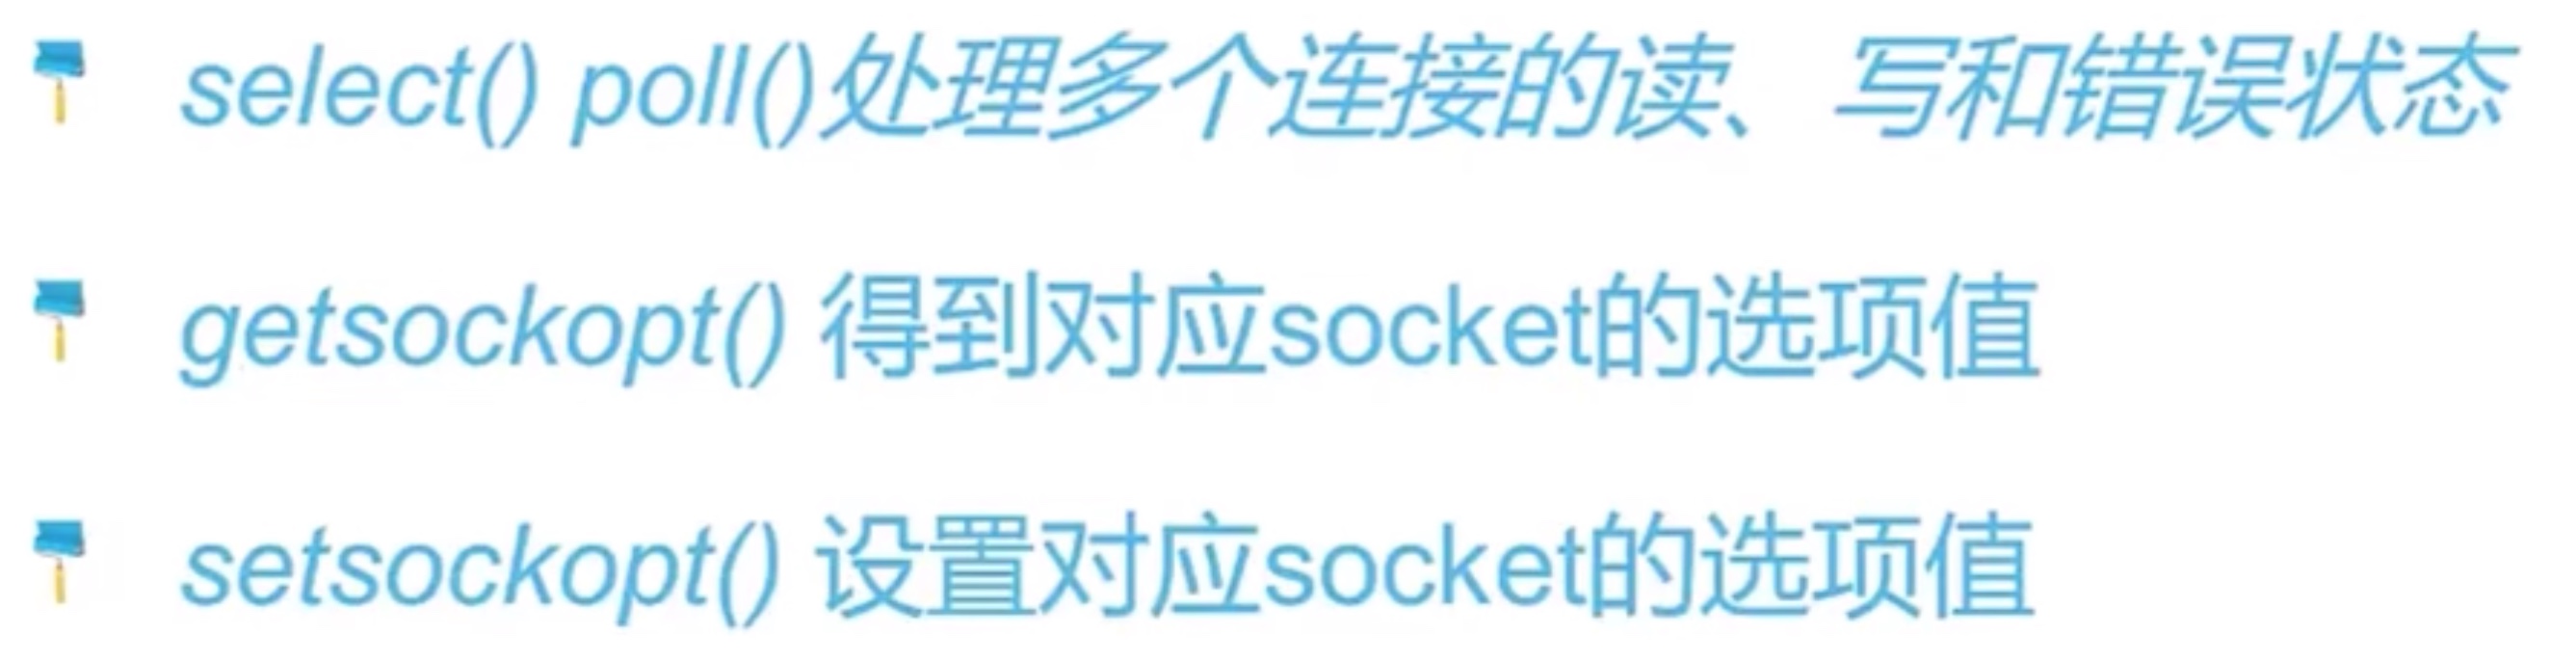 select() poll()处理多个连接的读、写和错误状态
getsockopt() 得到对应socket的选项值
setsockopt() 设置对应socket的选项值